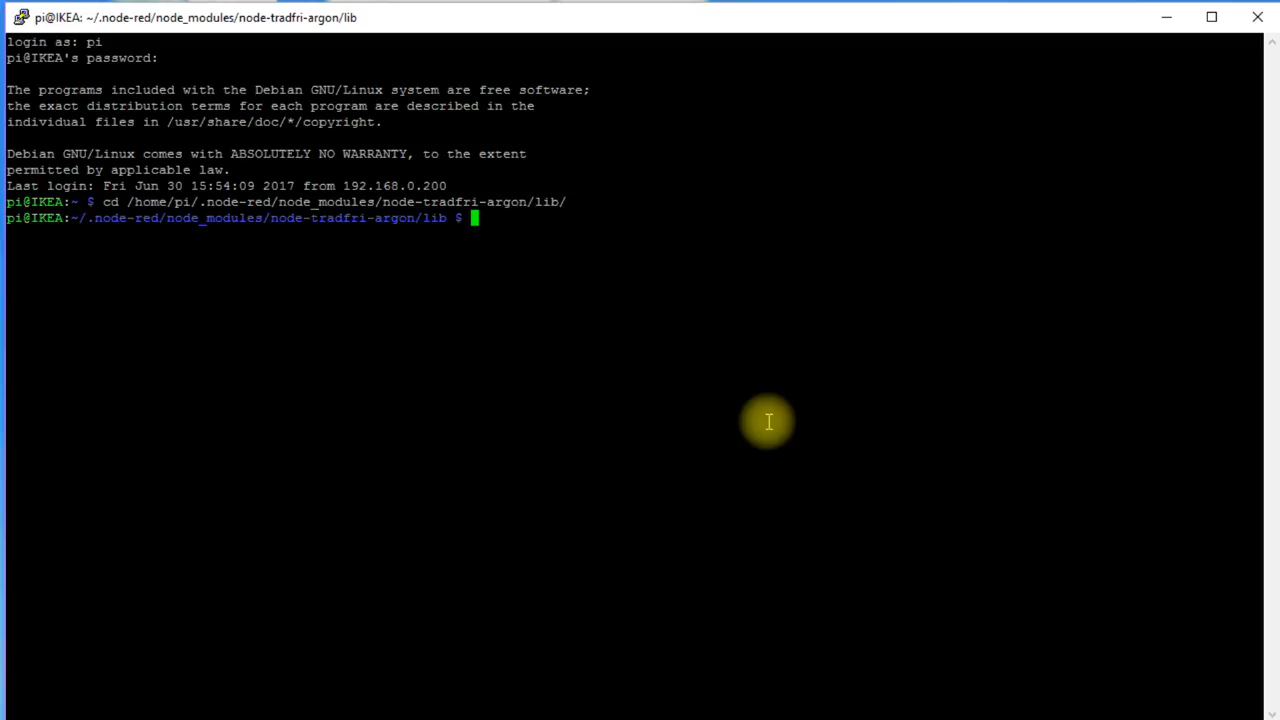 pi@IKEA: ~/.node-red/node_modules/node-tradfri-argon/lib
login as: pi
pi@IKEA's password:
The programs included with the Debian GNU/Linux system are free software;
the exact distribution terms for each program are described in the
individual files in /usr/share/doc/*/copyright.
Debian GNU/Linux comes with ABSOLUTELY NO WARRANTY, to the extent
permitted by applicable law.
Last login: Fri Jun 30 15:54:09 2017 from 192.168.0.200
pi@IKEA:~ $ cd /home/pi/.node-red/node_modules/node-tradfri-argon/lib/
pi@IKEA:~/.node-red/node_modules/node-tradfri-argon/lib $